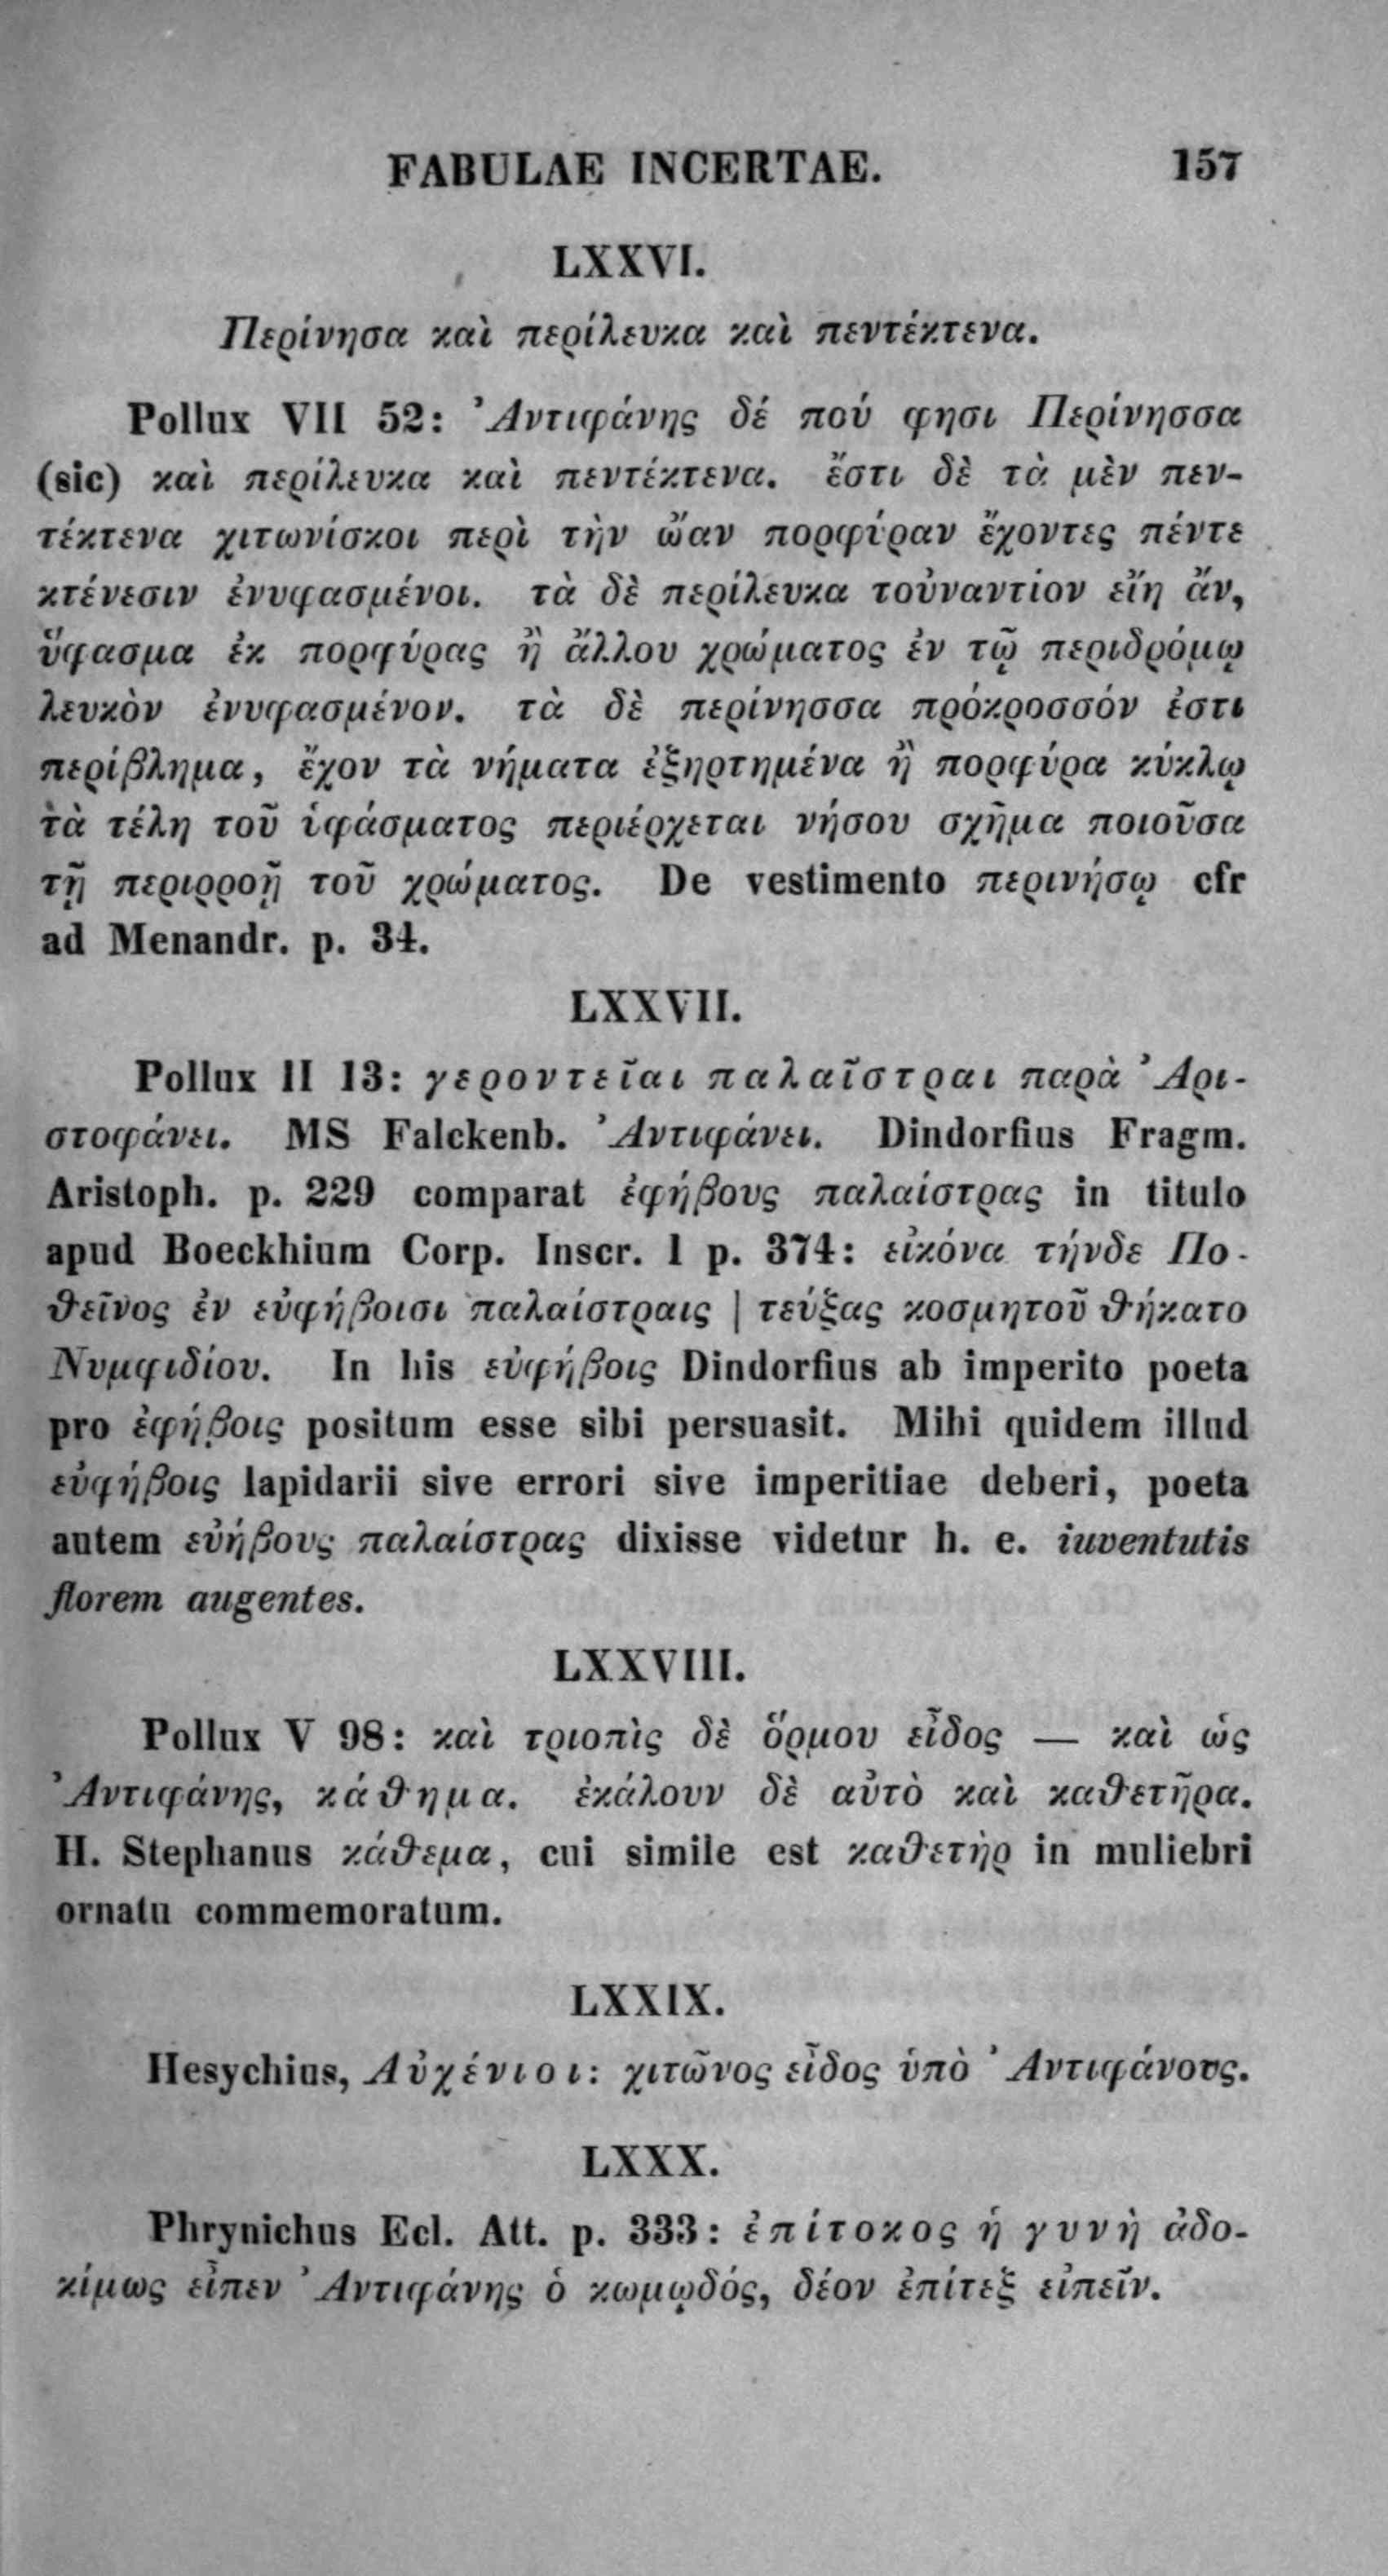 FABULAE INCERTAE. 157
LXXVI.
Περίνησα καὶ περίλευκα καὶ πεντέκτενα.
Pollux VII 52: Ἀντιφάνης δέ πού φησι Περίνησσα
(sic) καὶ περίλευκα καὶ πεντέκτενα. ἔστι δὲ τὰ μὲν πεν-
τέκτενα χιτωνίσκοι περὶ τὴν ὤαν πορφύραν ἔχοντες πέντε
κτένεσιν ἐνυφασμένοι. τὰ δὲ περίλευκα τοὐναντίον εἴη ἄν,
ὕφασμα ἐκ πορφύρας ἢ ἄλλου χρώματος ἐν τῷ περιδρόμῳ
λευκὸν ἐνυφασμένον. τὰ δὲ περίνησσα πρόκροσσόν ἐστι
περίβλημα, ἔχον τὰ νήματα ἐξηρτημένα ἢ πορφύρα κύκλῳ
τὰ τέλη τοῦ ὑφάσματος περιέρχεται νήσου σχῆμα ποιοῦσα
τῇ περιρροῇ τοῦ χρώματος. De vestimento περινήσῳ cfr
ad Menandr. p. 34.
LXXVII.
Pollux II 13: γεροντεῖαι παλαῖστραι παρὰ Ἀρι-
στοφάνει. MS Falckenb. Ἀντιφάνει. Dindorfius Fragm.
Aristoph. p. 229 comparat ἐφήβους παλαίστρας in titulo
apud Boeckhium Corp. Inscr. I p. 374: εἰκόνα τήνδε Πο-
θεῖνος ἐν εὐφήβοισι παλαίστραις | τεύξας κοσμητοῦ θήκατο
Νυμφιδίου. In his εὐφήβοις Dindorfius ab imperito poeta
pro ἐφήβοις positum esse sibi persuasit. Mihi quidem illud
εὐφήβοις lapidarii sive errori sive imperitiae deberi, poeta
autem εὐήβους παλαίστρας dixisse videtur h. e. iuventutis
florem augentes.
LXXVIII.
Pollux V 98: καὶ τριοπὶς δὲ ὅρμου εἶδος — καὶ ὡς
Ἀντιφάνης, κάθημα. ἐκάλουν δὲ αὐτὸ καὶ καθετῆρα.
H. Stephanus κάθεμα, cui simile est καθετὴρ in muliebri
ornatu commemoratum.
LXXIX.
Hesychius, Αὐχένιοι: χιτῶνος εἶδος ὑπὸ Ἀντιφάνους.
LXXX.
Phrynichus Ecl. Att. p. 333: ἐπίτοκος ἡ γυνὴ ἀδο-
κίμως εἶπεν Ἀντιφάνης ὁ κωμῳδός, δέον ἐπίτεξ εἰπεῖν.